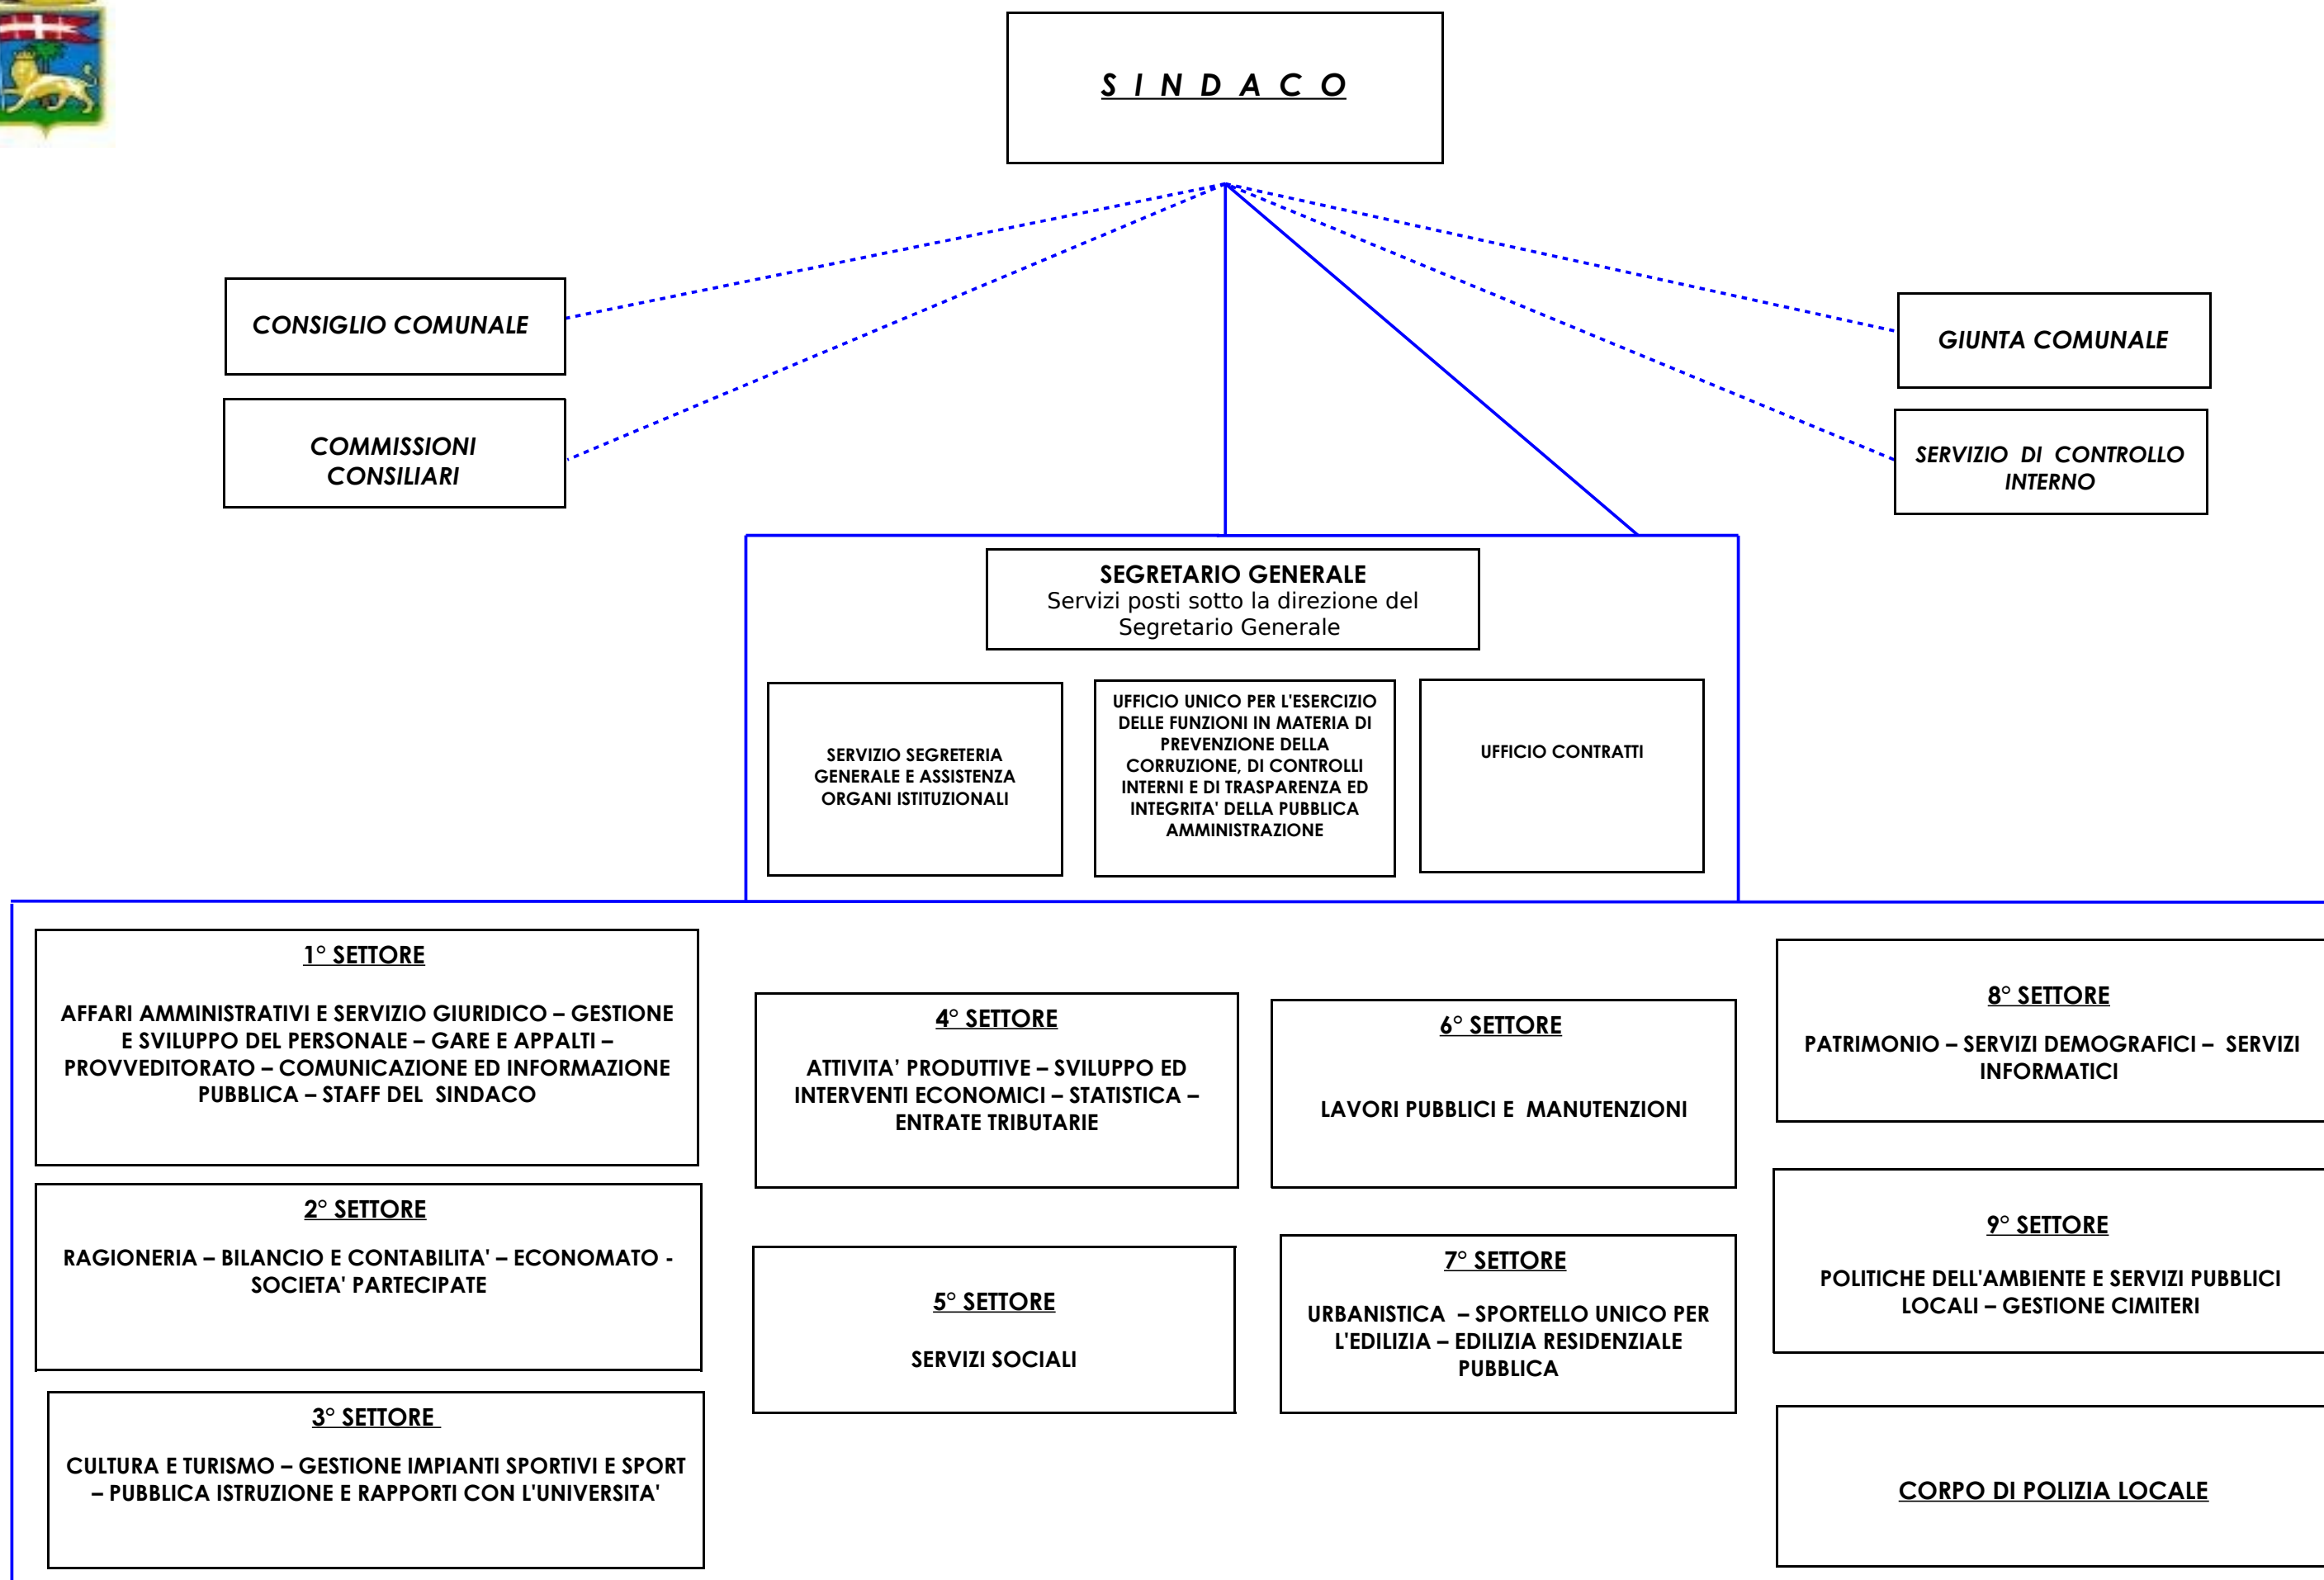 S I N D A C O
CONSIGLIO COMUNALE
GIUNTA COMUNALE
COMMISSIONI
CONSILIARI
SERVIZIO DI CONTROLLO
INTERNO
SEGRETARIO GENERALE
Servizi posti sotto la direzione del
Segretario Generale
SERVIZIO SEGRETERIA
GENERALE E ASSISTENZA
ORGANI ISTITUZIONALI
UFFICIO UNICO PER L'ESERCIZIO
DELLE FUNZIONI IN MATERIA DI
PREVENZIONE DELLA
CORRUZIONE, DI CONTROLLI
INTERNI E DI TRASPARENZA ED
INTEGRITA' DELLA PUBBLICA
AMMINISTRAZIONE
UFFICIO CONTRATTI
1° SETTORE
AFFARI AMMINISTRATIVI E SERVIZIO GIURIDICO – GESTIONE
E SVILUPPO DEL PERSONALE – GARE E APPALTI –
PROVVEDITORATO – COMUNICAZIONE ED INFORMAZIONE
PUBBLICA – STAFF DEL SINDACO
2° SETTORE
RAGIONERIA – BILANCIO E CONTABILITA' – ECONOMATO -
SOCIETA' PARTECIPATE
3° SETTORE
CULTURA E TURISMO – GESTIONE IMPIANTI SPORTIVI E SPORT
– PUBBLICA ISTRUZIONE E RAPPORTI CON L'UNIVERSITA'
4° SETTORE
ATTIVITA’ PRODUTTIVE – SVILUPPO ED
INTERVENTI ECONOMICI – STATISTICA –
ENTRATE TRIBUTARIE
5° SETTORE
SERVIZI SOCIALI
6° SETTORE
LAVORI PUBBLICI E MANUTENZIONI
7° SETTORE
URBANISTICA – SPORTELLO UNICO PER
L'EDILIZIA – EDILIZIA RESIDENZIALE
PUBBLICA
8° SETTORE
PATRIMONIO – SERVIZI DEMOGRAFICI – SERVIZI
INFORMATICI
9° SETTORE
POLITICHE DELL'AMBIENTE E SERVIZI PUBBLICI
LOCALI – GESTIONE CIMITERI
CORPO DI POLIZIA LOCALE